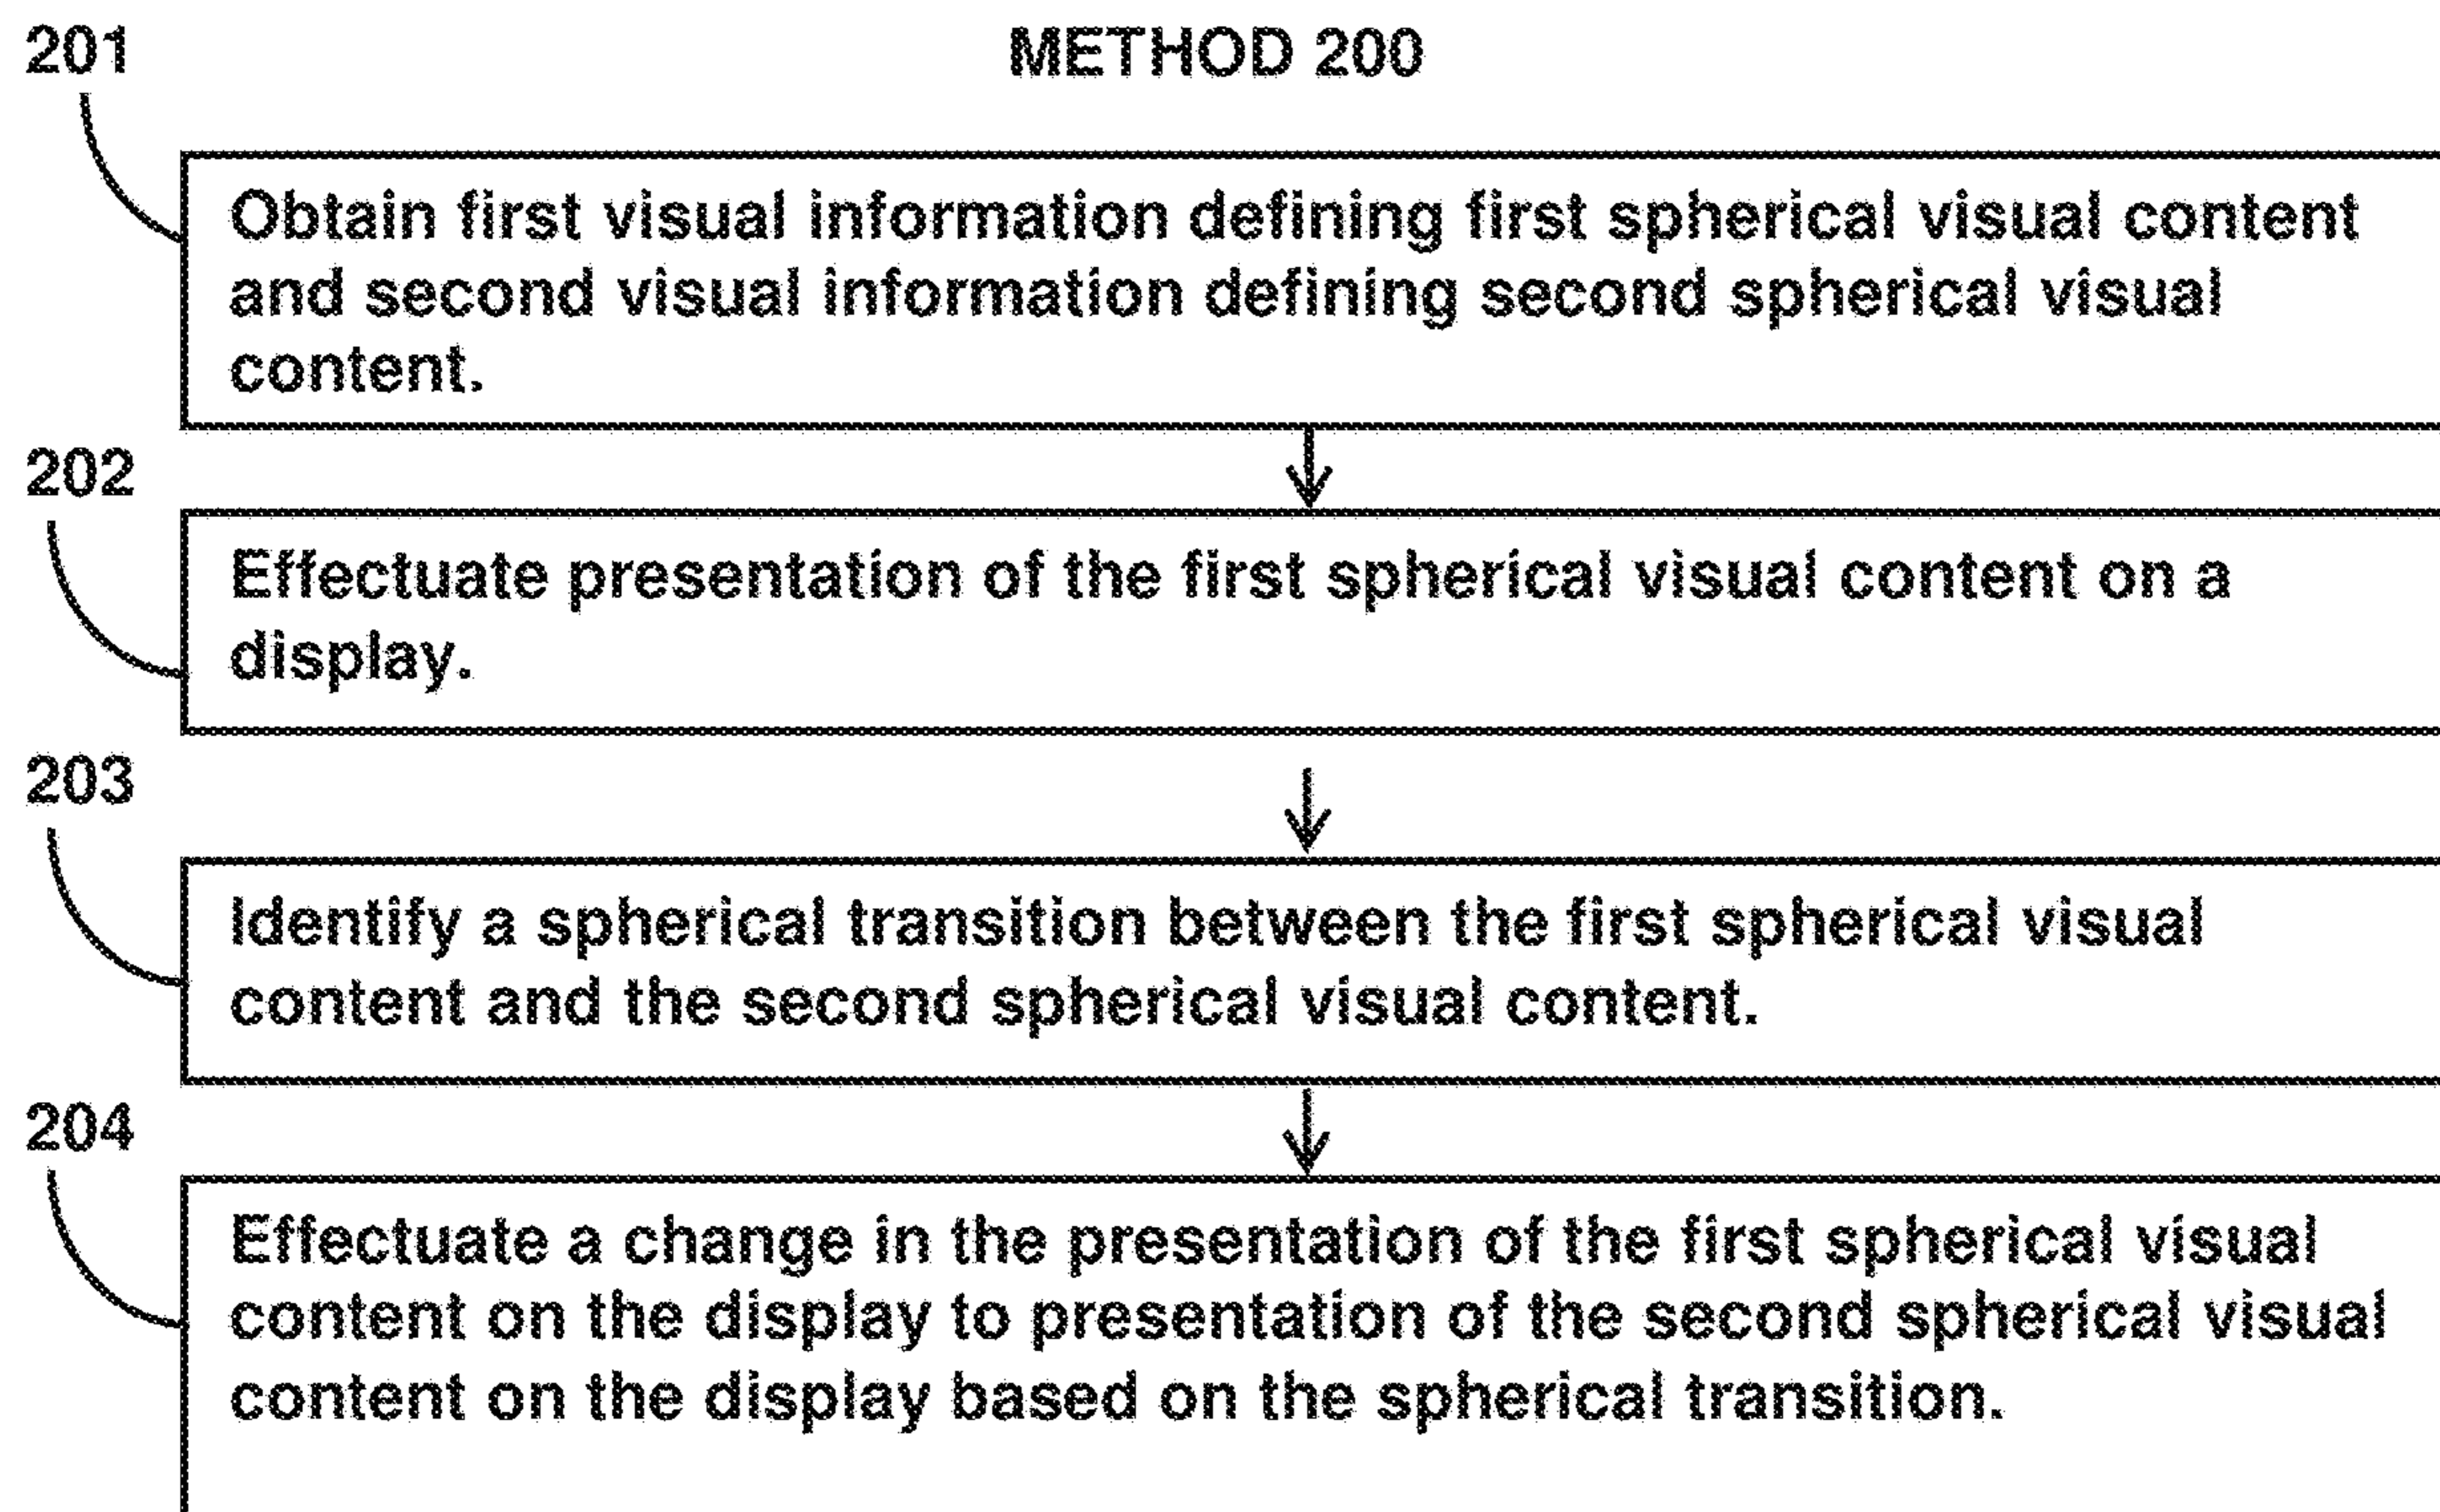 201
METHOD 200
Obtain first visual information defining first spherical visual content
and second visual information defining second spherical visual
content.
202
Effectuate presentation of the first spherical visual content on a
display.
203
Identify a spherical transition between the first spherical visual
content and the second spherical visual content.
204
Effectuate a change in the presentation of the first spherical visual
content on the display to presentation of the second spherical visual
content on the display based on the spherical transition.